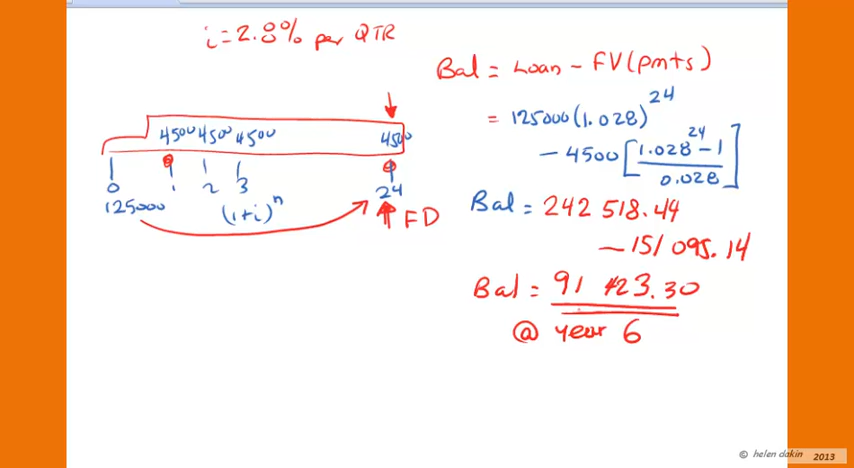 i = 2.8% per QTR
Bal = Loan - FV(pmts)
= 125000(1.028)^24
- 4500 [ 1.028^24 - 1 / 0.028 ]
4500 4500 4500 4500
0 1 2 3 24
125000 (1+i)^n FD
Bal = 242 518.44
- 151 095.14
Bal = 91 423.30
@ year 6
© helen dakin 2013